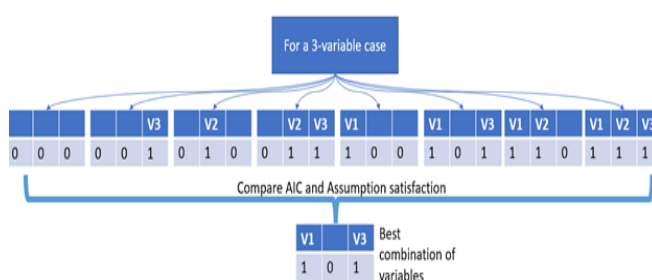 For a 3-variable case
V3 V2 V2 V3 V1 V1 V3 V1 V2 V1 V2 V3
0 0 0 0 0 1 0 1 0 0 1 1 1 0 0 1 0 1 1 1 0 1 1 1
Compare AIC and Assumption satisfaction
V1 V3
1 0 1
Best
combination of
variables